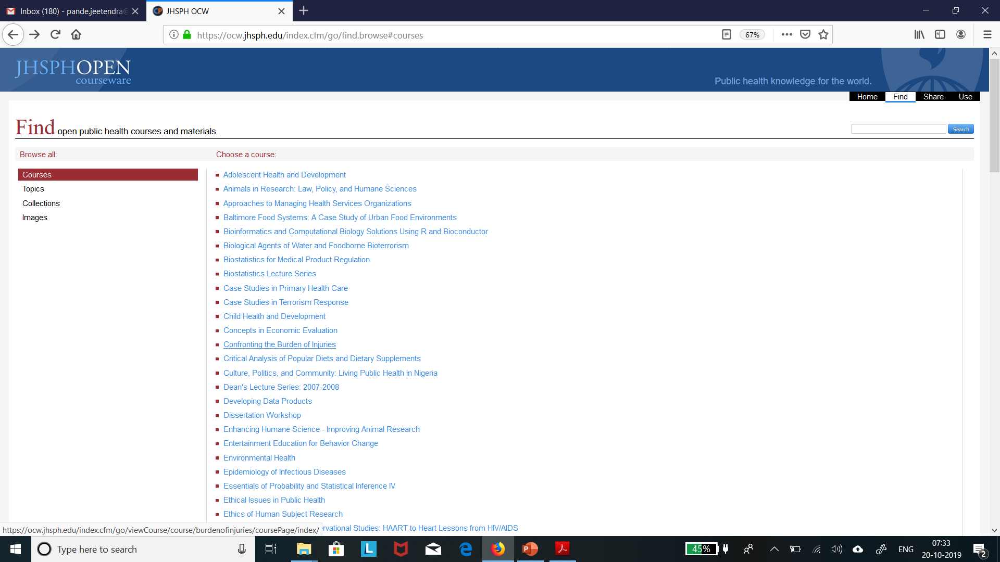 Inbox (180) - pande.jeetendra@
JHSPH OCW
https://ocw.jhsph.edu/index.cfm/go/find.browse#courses
67%
JHSPHOPEN
courseware
Public health knowledge for the world.
Home Find Share Use
Find open public health courses and materials.
Search
Browse all:
Choose a course:
Courses
Topics
Collections
Images
Adolescent Health and Development
Animals in Research: Law, Policy, and Humane Sciences
Approaches to Managing Health Services Organizations
Baltimore Food Systems: A Case Study of Urban Food Environments
Bioinformatics and Computational Biology Solutions Using R and Bioconductor
Biological Agents of Water and Foodborne Bioterrorism
Biostatistics for Medical Product Regulation
Biostatistics Lecture Series
Case Studies in Primary Health Care
Case Studies in Terrorism Response
Child Health and Development
Concepts in Economic Evaluation
Confronting the Burden of Injuries
Critical Analysis of Popular Diets and Dietary Supplements
Culture, Politics, and Community: Living Public Health in Nigeria
Dean's Lecture Series: 2007-2008
Developing Data Products
Dissertation Workshop
Enhancing Humane Science - Improving Animal Research
Entertainment Education for Behavior Change
Environmental Health
Epidemiology of Infectious Diseases
Essentials of Probability and Statistical Inference IV
Ethical Issues in Public Health
Ethics of Human Subject Research
rvational Studies: HAART to Heart Lessons from HIV/AIDS
https://ocw.jhsph.edu/index.cfm/go/viewCourse/course/burdenofinjuries/coursePage/index/
Type here to search
45%
ENG
07:33
20-10-2019
2